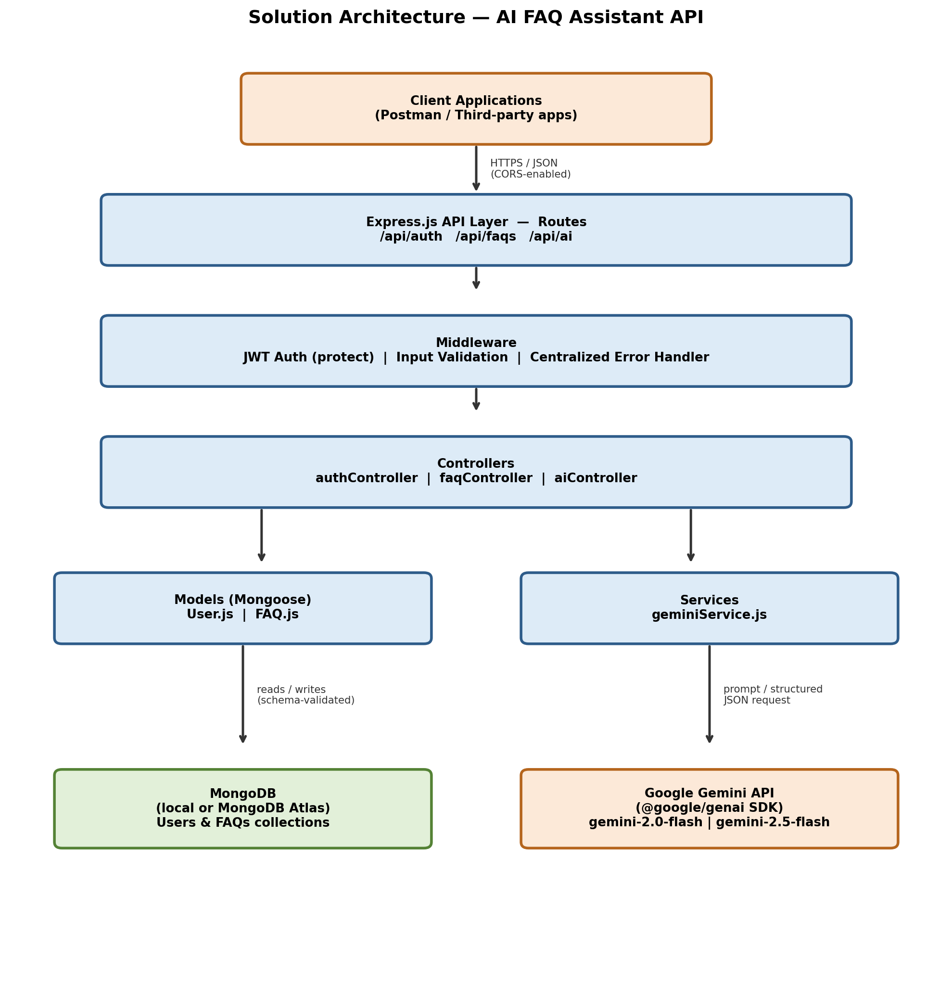 Solution Architecture — AI FAQ Assistant API
Client Applications
(Postman / Third-party apps)
HTTPS / JSON
(CORS-enabled)
Express.js API Layer — Routes
/api/auth /api/faqs /api/ai
Middleware
JWT Auth (protect) | Input Validation | Centralized Error Handler
Controllers
authController | faqController | aiController
Models (Mongoose)
User.js | FAQ.js
Services
geminiService.js
reads / writes
(schema-validated)
prompt / structured
JSON request
MongoDB
(local or MongoDB Atlas)
Users & FAQs collections
Google Gemini API
(@google/genai SDK)
gemini-2.0-flash | gemini-2.5-flash